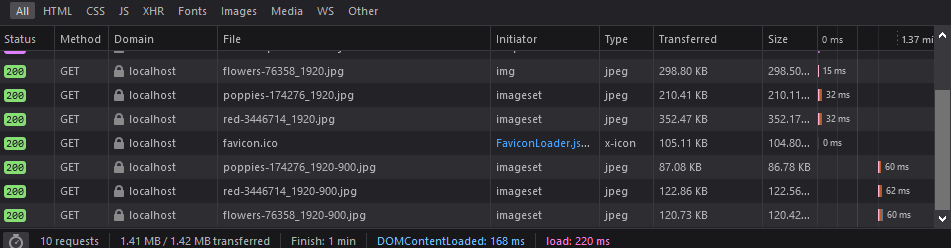 All HTML CSS JS XHR Fonts Images Media WS Other
Status Method Domain File Initiator Type Transferred Size 0 ms 1.37 mi
200 GET localhost flowers-76358_1920.jpg img jpeg 298.80 KB 298.50... 15 ms
200 GET localhost poppies-174276_1920.jpg imageset jpeg 210.41 KB 210.11... 32 ms
200 GET localhost red-3446714_1920.jpg imageset jpeg 352.47 KB 352.17... 32 ms
200 GET localhost favicon.ico FaviconLoader.js... x-icon 105.11 KB 104.80... 0 ms
200 GET localhost poppies-174276_1920-900.jpg imageset jpeg 87.08 KB 86.78 KB 60 ms
200 GET localhost red-3446714_1920-900.jpg imageset jpeg 122.86 KB 122.56... 62 ms
200 GET localhost flowers-76358_1920-900.jpg imageset jpeg 120.73 KB 120.42... 60 ms
10 requests 1.41 MB / 1.42 MB transferred Finish: 1 min DOMContentLoaded: 168 ms load: 220 ms